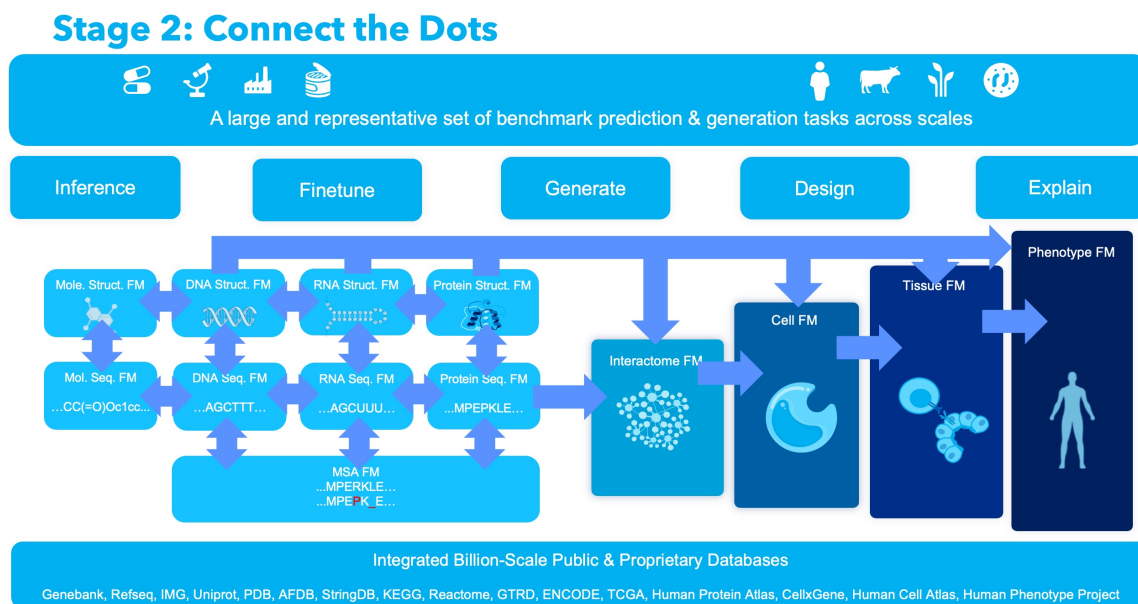 Stage 2: Connect the Dots
A large and representative set of benchmark prediction & generation tasks across scales
Inference
Finetune
Generate
Design
Explain
Mole. Struct. FM
DNA Struct. FM
RNA Struct. FM
Protein Struct. FM
Mol. Seq. FM
...CC(=O)Oc1cc...
DNA Seq. FM
...AGCTTT...
RNA Seq. FM
...AGCUUU...
Protein Seq. FM
...MPEPKLE...
MSA FM
...MPERKLE...
...MPEPK_E...
Interactome FM
Cell FM
Tissue FM
Phenotype FM
Integrated Billion-Scale Public & Proprietary Databases
Genebank, Refseq, IMG, Uniprot, PDB, AFDB, StringDB, KEGG, Reactome, GTRD, ENCODE, TCGA, Human Protein Atlas, CellxGene, Human Cell Atlas, Human Phenotype Project